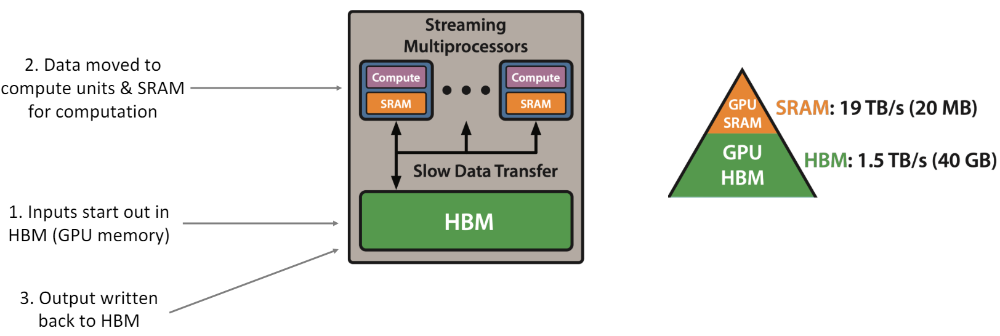 2. Data moved to
compute units & SRAM
for computation
1. Inputs start out in
HBM (GPU memory)
3. Output written
back to HBM
Streaming
Multiprocessors
Compute
SRAM
Compute
SRAM
Slow Data Transfer
HBM
GPU
SRAM
SRAM: 19 TB/s (20 MB)
GPU
HBM
HBM: 1.5 TB/s (40 GB)